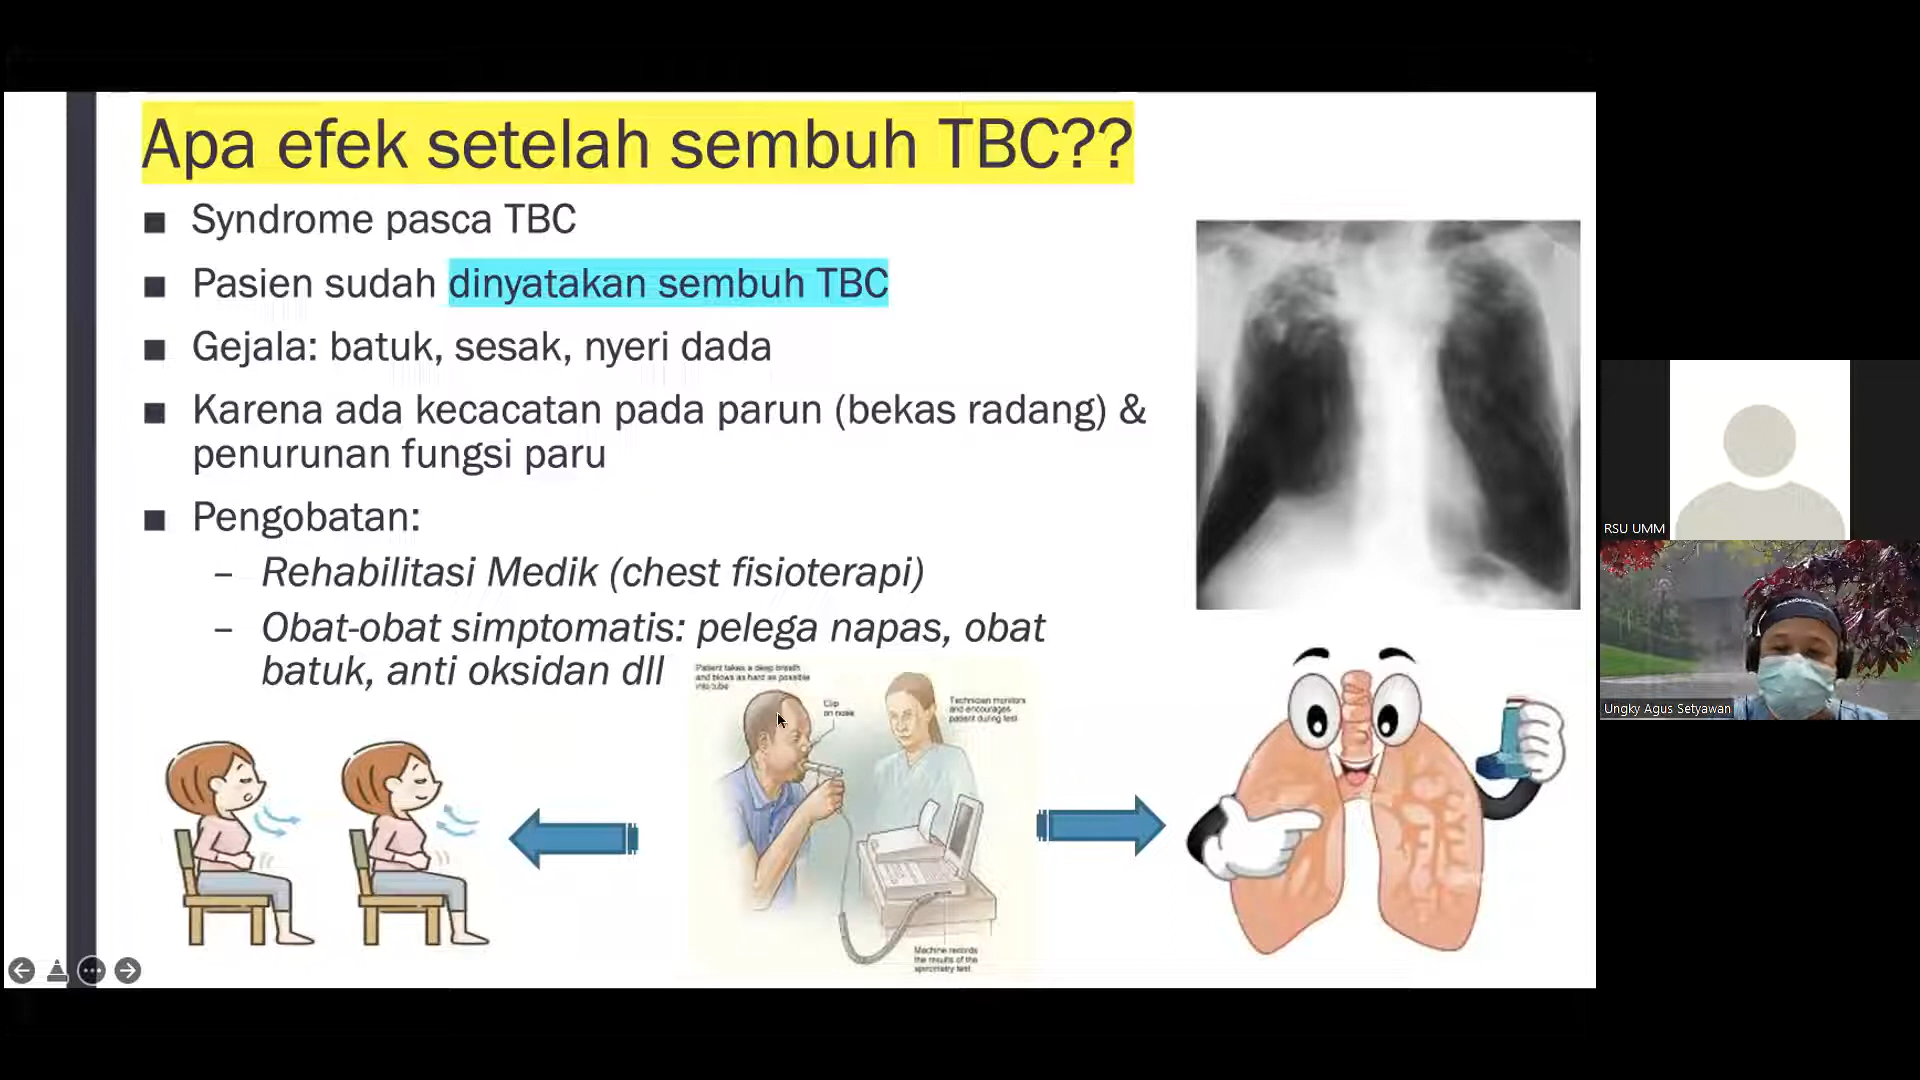 Apa efek setelah sembuh TBC??
■ Syndrome pasca TBC
■ Pasien sudah dinyatakan sembuh TBC
■ Gejala: batuk, sesak, nyeri dada
■ Karena ada kecacatan pada parun (bekas radang) &
penurunan fungsi paru
■ Pengobatan:
– Rehabilitasi Medik (chest fisioterapi)
– Obat-obat simptomatis: pelega napas, obat
batuk, anti oksidan dll
Patient takes a deep breath
and blows as hard as possible
into tube
Clip
on nose
Technician monitors
and encourages
patient during test
Machine records
the results of the
spirometry test
RSU UMM
Ungky Agus Setyawan